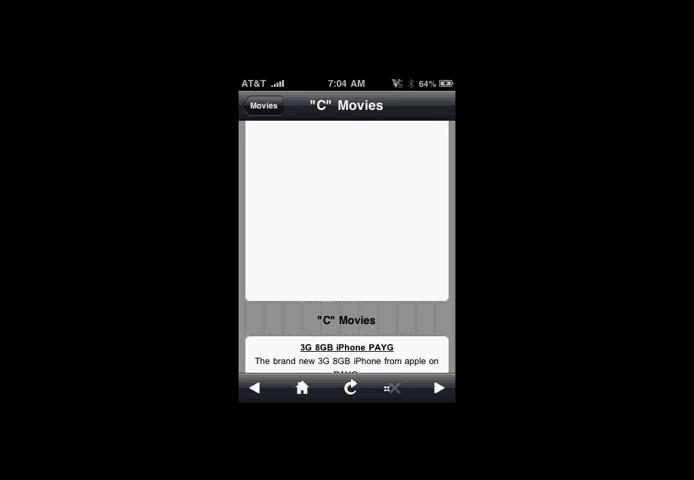 AT&T 7:04 AM 64%
Movies "C" Movies
"C" Movies
3G 8GB iPhone PAYG
The brand new 3G 8GB iPhone from apple on
PAYG